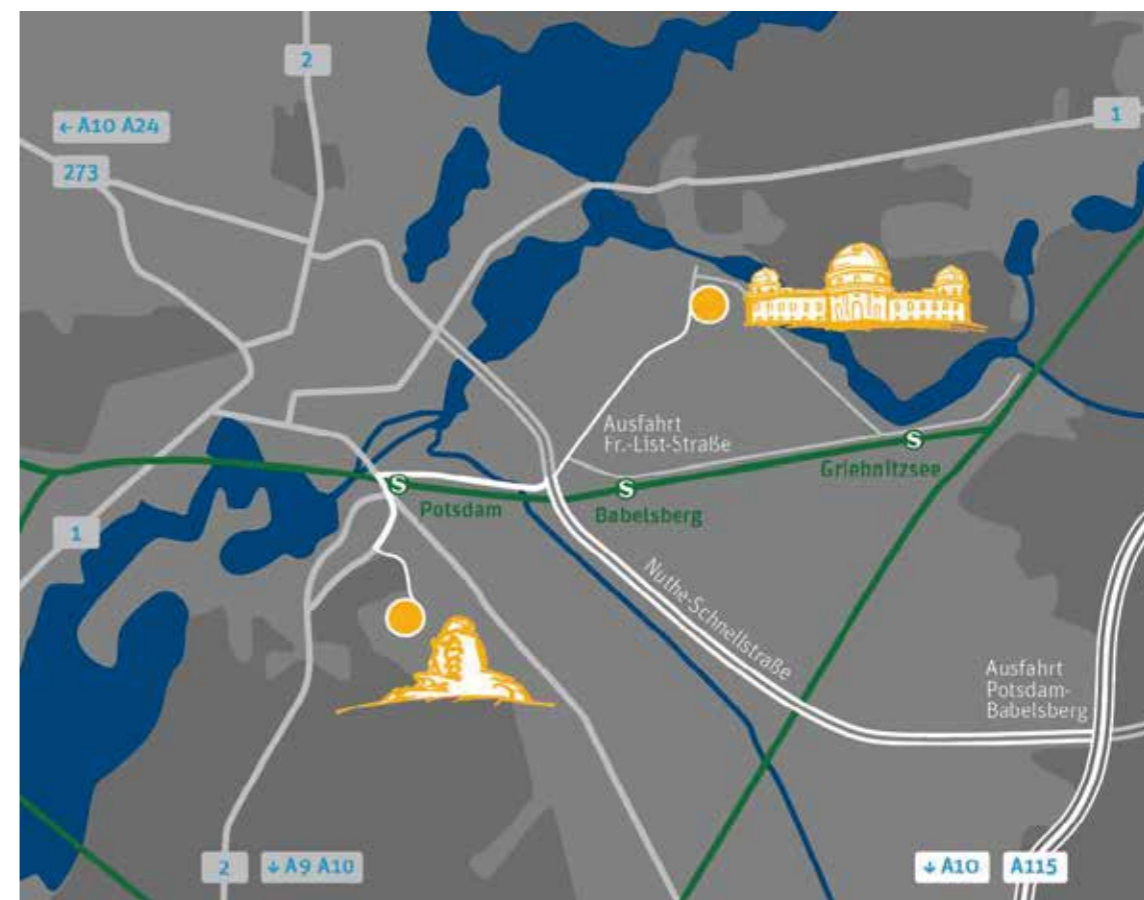 2
← A10 A24
1
273
Ausfahrt
Fr.-List-Straße
S
Griebnitzsee
S
Potsdam
S
Babelsberg
1
Nuthe-Schnellstraße
Ausfahrt
Potsdam-
Babelsberg
2
↓ A9 A10
↓ A10
A115